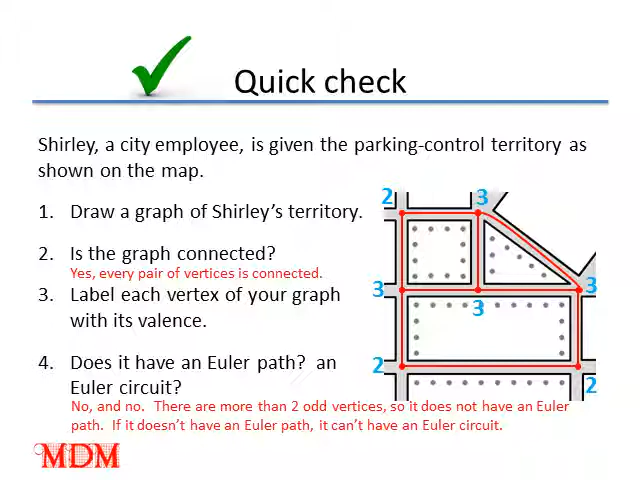 Quick check
Shirley, a city employee, is given the parking-control territory as
shown on the map.
1. Draw a graph of Shirley's territory.
2. Is the graph connected?
Yes, every pair of vertices is connected.
3. Label each vertex of your graph
with its valence.
4. Does it have an Euler path? an
Euler circuit?
No, and no. There are more than 2 odd vertices, so it does not have an Euler
path. If it doesn't have an Euler path, it can't have an Euler circuit.
2
3
3
3
3
2
2
MDM